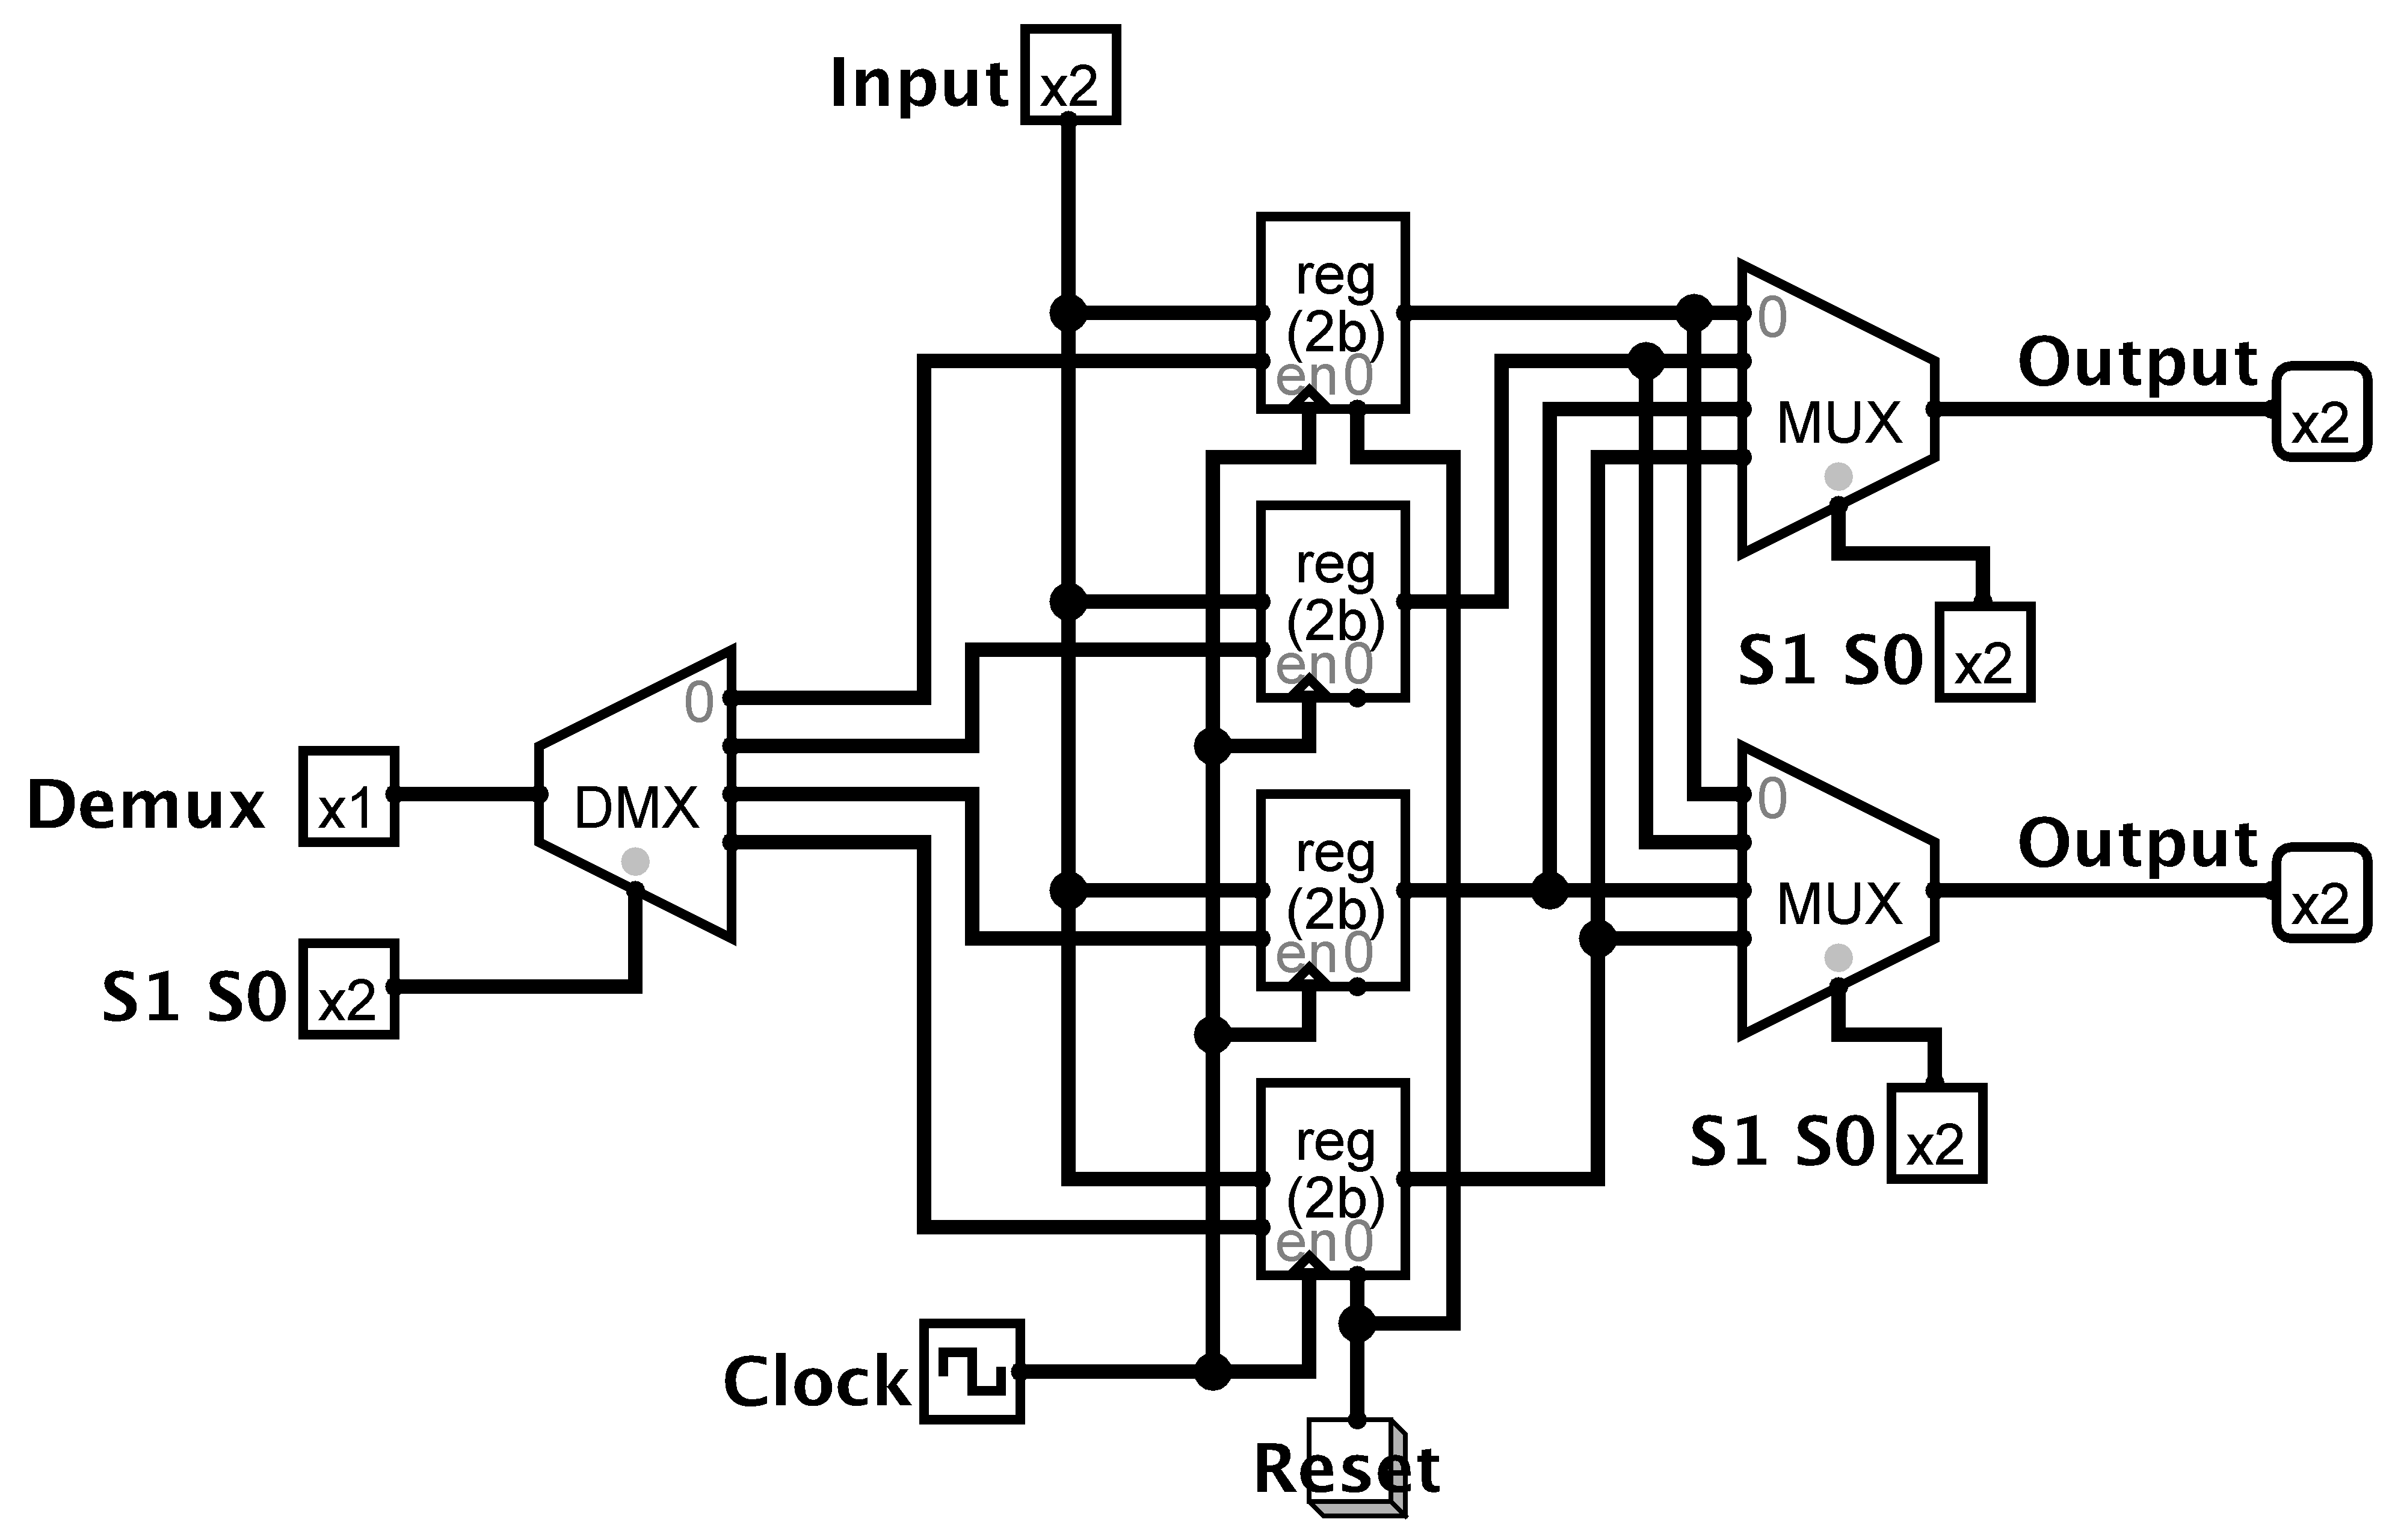 Input
x2
reg
(2b)
en0
0
MUX
Output
x2
reg
(2b)
en0
S1 S0
x2
0
Demux
x1
DMX
S1 S0
x2
reg
(2b)
en0
0
MUX
Output
x2
reg
(2b)
en0
S1 S0
x2
Clock
Reset